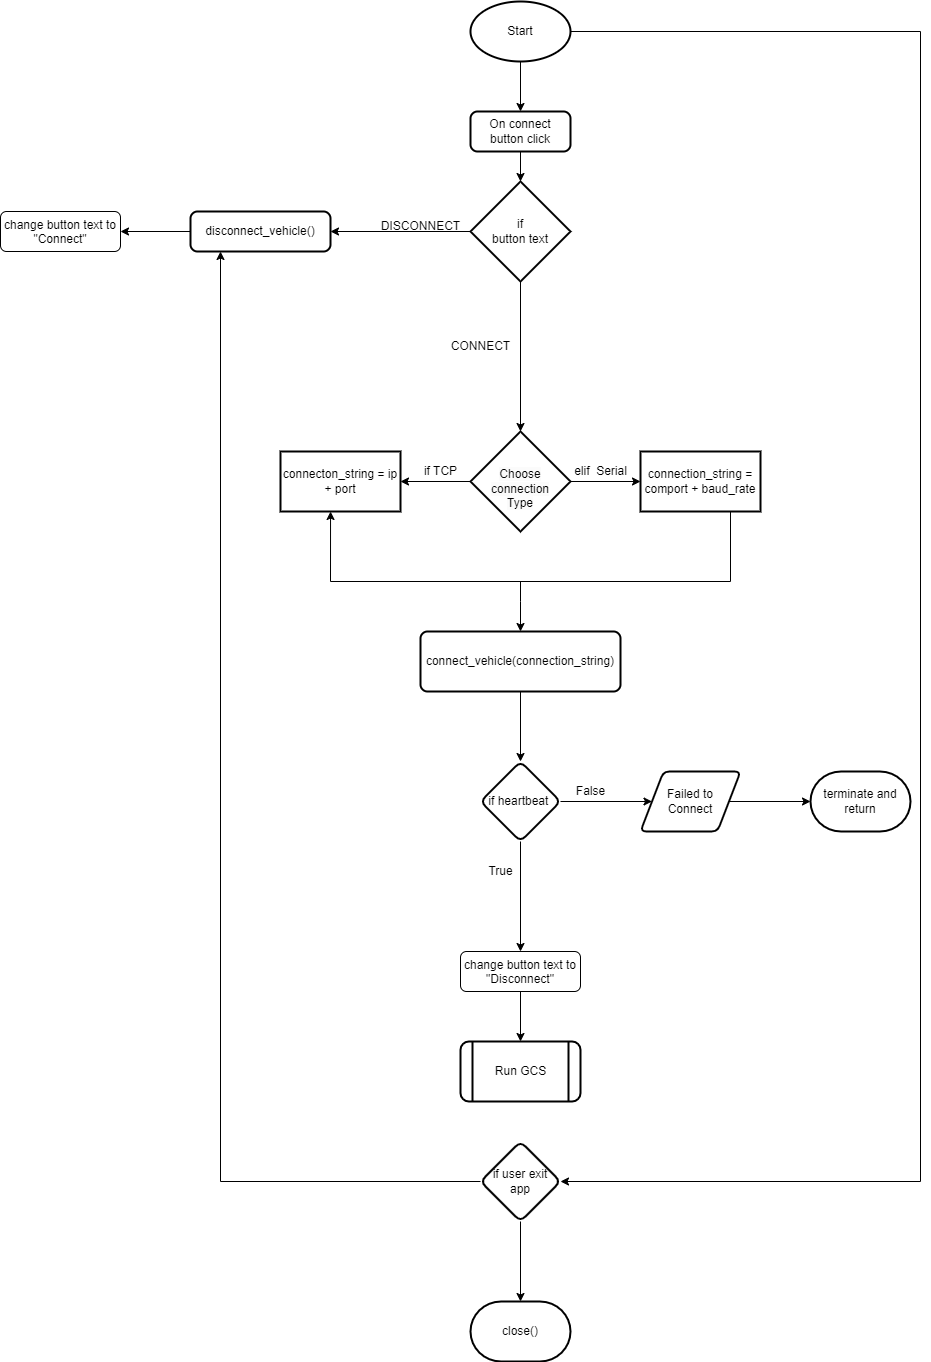 Start
On connect
button click
if
button text
DISCONNECT
disconnect_vehicle()
change button text to
"Connect"
CONNECT
Choose
connection
Type
if TCP
connecton_string = ip
+ port
elif  Serial
connection_string =
comport + baud_rate
connect_vehicle(connection_string)
if heartbeat
False
Failed to
Connect
terminate and
return
True
change button text to
"Disconnect"
Run GCS
if user exit
app
close()